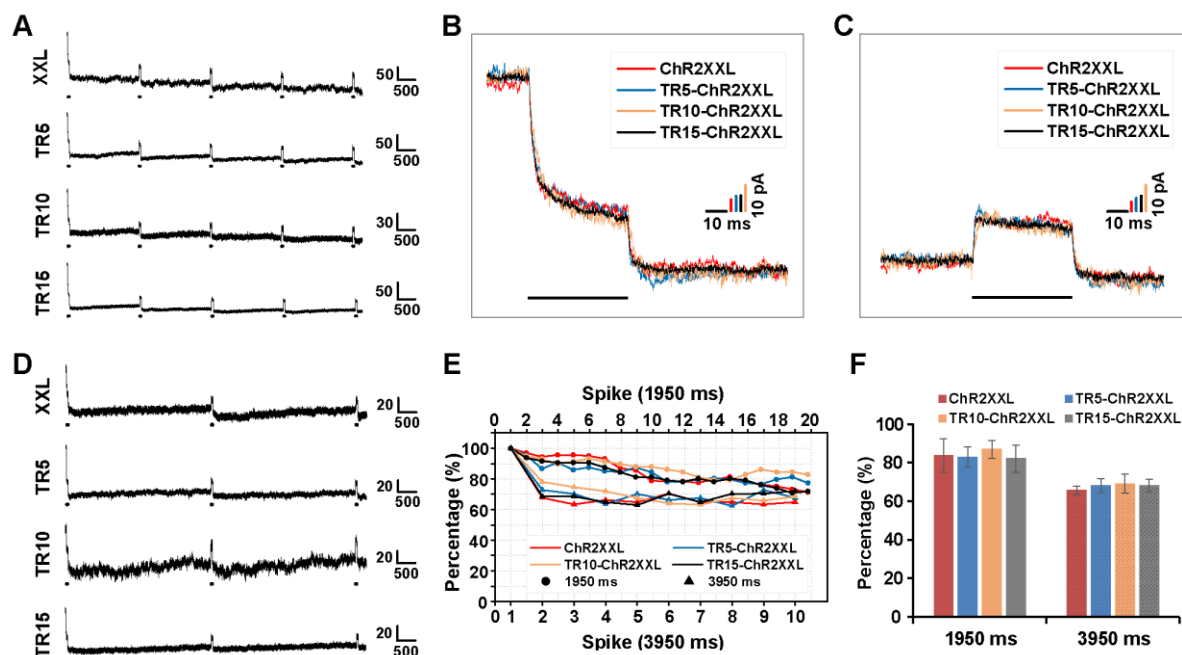 A
XXL
50
500
TR5
50
500
TR10
30
500
TR15
50
500
B
ChR2XXL
TR5-ChR2XXL
TR10-ChR2XXL
TR15-ChR2XXL
10 ms
10 pA
C
ChR2XXL
TR5-ChR2XXL
TR10-ChR2XXL
TR15-ChR2XXL
10 ms
10 pA
D
XXL
20
500
TR5
20
500
TR10
20
500
TR15
20
500
E
Spike (1950 ms)
0 2 4 6 8 10 12 14 16 18 20
Percentage (%)
100
80
60
40
20
0
ChR2XXL TR5-ChR2XXL
TR10-ChR2XXL TR15-ChR2XXL
1950 ms 3950 ms
0 1 2 3 4 5 6 7 8 9 10
Spike (3950 ms)
F
ChR2XXL TR5-ChR2XXL
TR10-ChR2XXL TR15-ChR2XXL
Percentage (%)
100
80
60
40
20
0
1950 ms 3950 ms